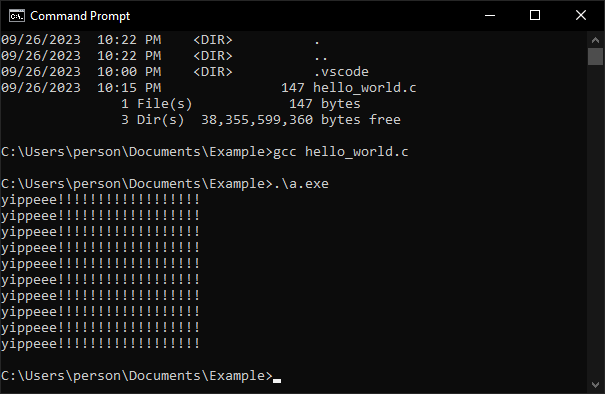 Command Prompt
09/26/2023  10:22 PM    <DIR>          .
09/26/2023  10:22 PM    <DIR>          ..
09/26/2023  10:00 PM    <DIR>          .vscode
09/26/2023  10:15 PM               147 hello_world.c
               1 File(s)            147 bytes
               3 Dir(s)  38,355,599,360 bytes free
C:\Users\person\Documents\Example>gcc hello_world.c
C:\Users\person\Documents\Example>.\a.exe
yippeee!!!!!!!!!!!!!!!!!!
yippeee!!!!!!!!!!!!!!!!!!
yippeee!!!!!!!!!!!!!!!!!!
yippeee!!!!!!!!!!!!!!!!!!
yippeee!!!!!!!!!!!!!!!!!!
yippeee!!!!!!!!!!!!!!!!!!
yippeee!!!!!!!!!!!!!!!!!!
yippeee!!!!!!!!!!!!!!!!!!
yippeee!!!!!!!!!!!!!!!!!!
yippeee!!!!!!!!!!!!!!!!!!
C:\Users\person\Documents\Example>